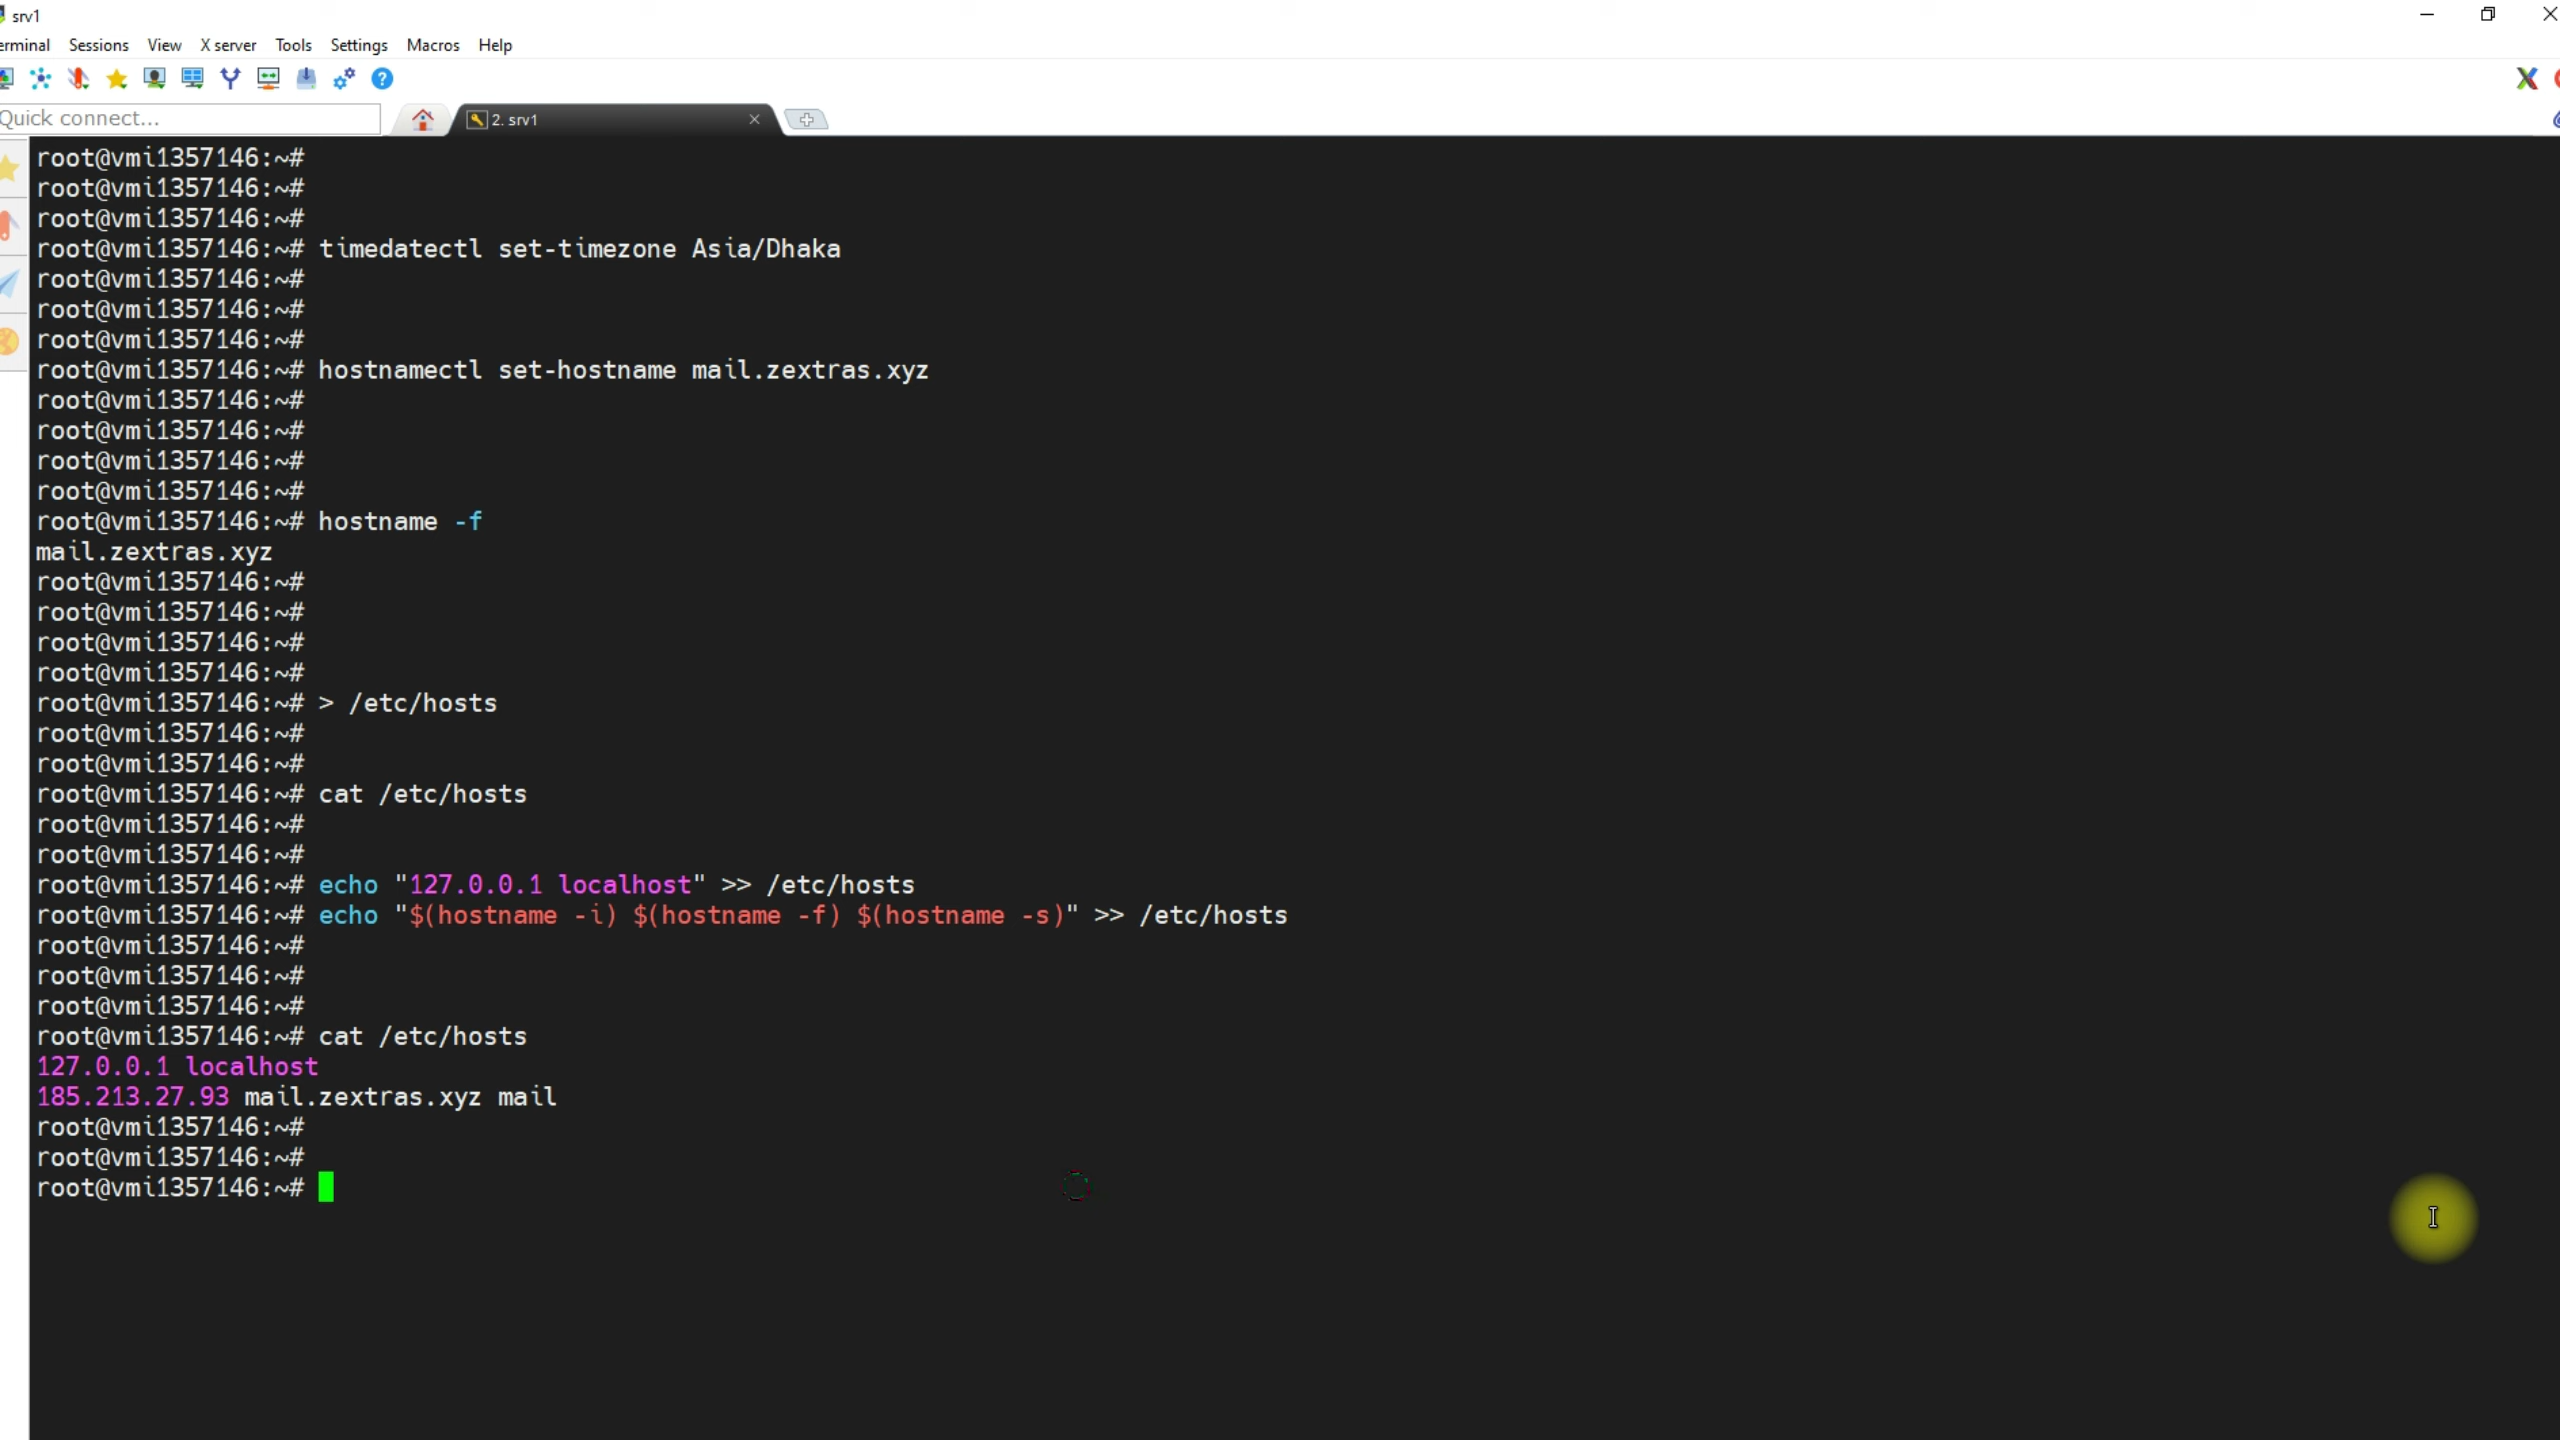 srv1
erminal Sessions View X server Tools Settings Macros Help
Quick connect... 2. srv1
root@vmi1357146:~#
root@vmi1357146:~#
root@vmi1357146:~#
root@vmi1357146:~# timedatectl set-timezone Asia/Dhaka
root@vmi1357146:~#
root@vmi1357146:~#
root@vmi1357146:~#
root@vmi1357146:~# hostnamectl set-hostname mail.zextras.xyz
root@vmi1357146:~#
root@vmi1357146:~#
root@vmi1357146:~#
root@vmi1357146:~#
root@vmi1357146:~# hostname -f
mail.zextras.xyz
root@vmi1357146:~#
root@vmi1357146:~#
root@vmi1357146:~#
root@vmi1357146:~#
root@vmi1357146:~# > /etc/hosts
root@vmi1357146:~#
root@vmi1357146:~#
root@vmi1357146:~# cat /etc/hosts
root@vmi1357146:~#
root@vmi1357146:~#
root@vmi1357146:~# echo "127.0.0.1 localhost" >> /etc/hosts
root@vmi1357146:~# echo "$(hostname -i) $(hostname -f) $(hostname -s)" >> /etc/hosts
root@vmi1357146:~#
root@vmi1357146:~#
root@vmi1357146:~#
root@vmi1357146:~# cat /etc/hosts
127.0.0.1 localhost
185.213.27.93 mail.zextras.xyz mail
root@vmi1357146:~#
root@vmi1357146:~#
root@vmi1357146:~#